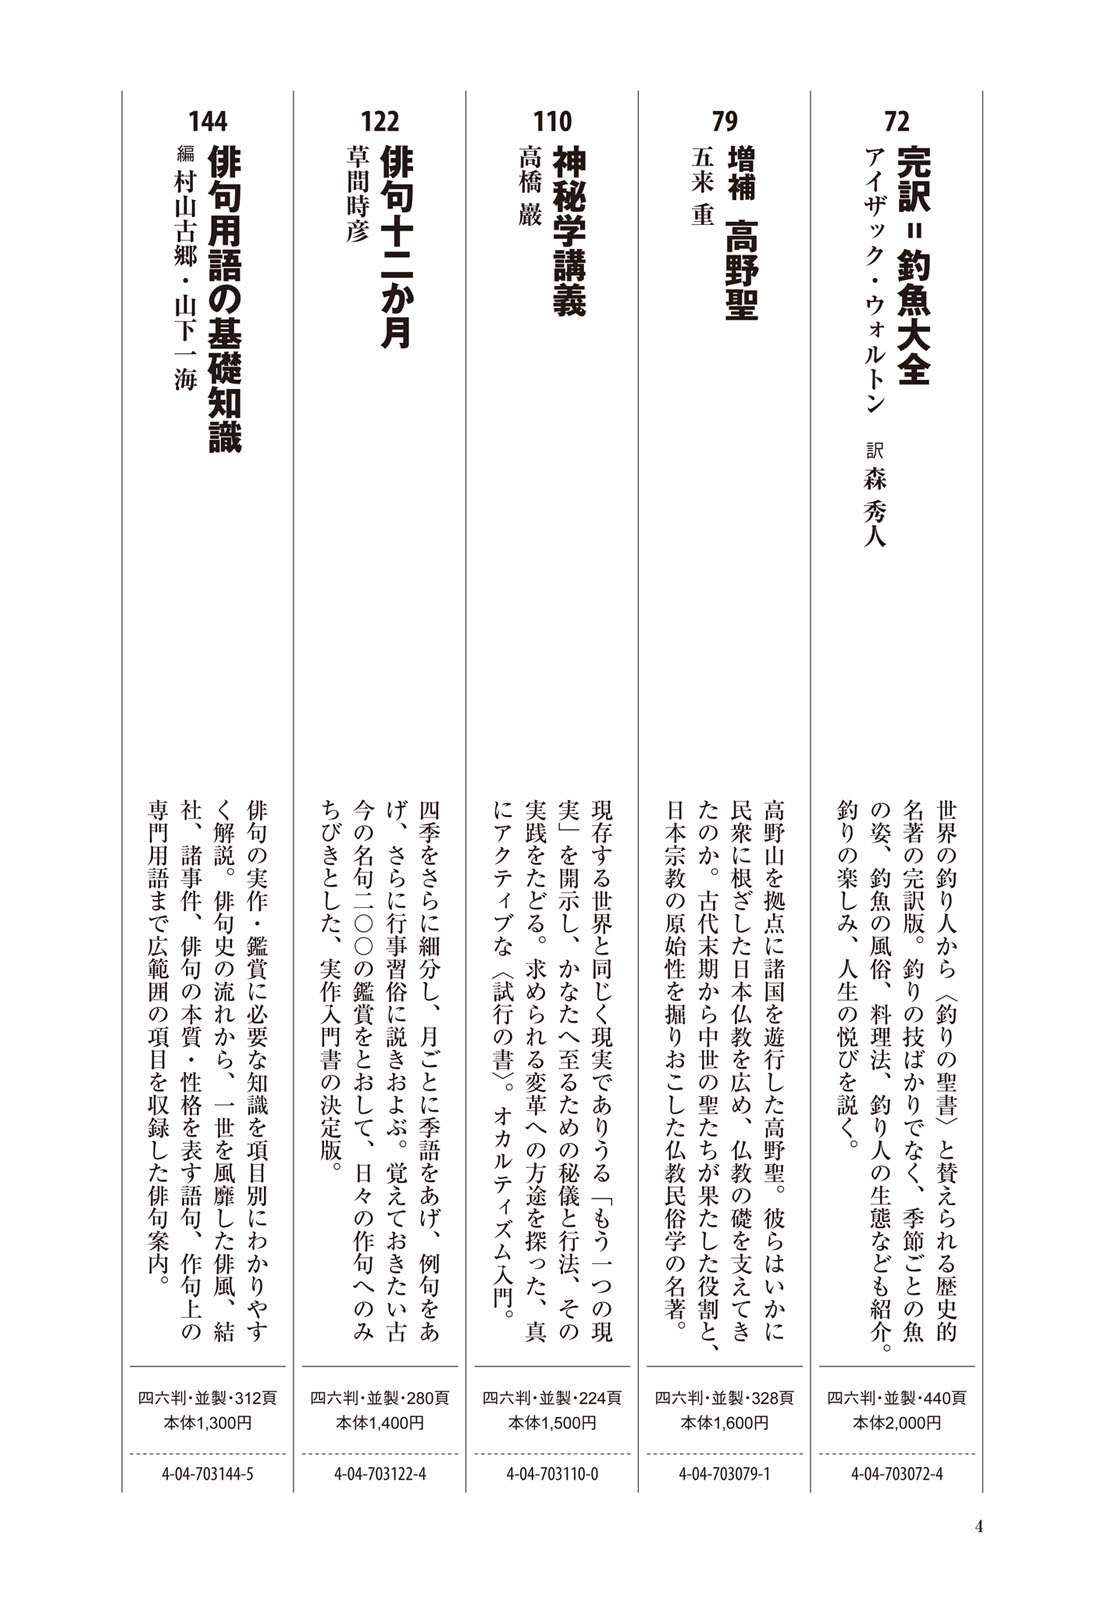 72
完訳=釣魚大全
アイザック・ウォルトン 訳 森 秀人
世界の釣り人から〈釣りの聖書〉と賛えられる歴史的
名著の完訳版。釣りの技ばかりでなく、季節ごとの魚
の姿、釣魚の風俗、料理法、釣り人の生態なども紹介。
釣りの楽しみ、人生の悦びを説く。
四六判・並製・440頁
本体2,000円
4-04-703072-4
79
増補 高野聖
五来 重
高野山を拠点に諸国を遊行した高野聖。彼らはいかに
民衆に根ざした日本仏教を広め、仏教の礎を支えてき
たのか。古代末期から中世の聖たちが果たした役割と、
日本宗教の原始性を掘りおこした仏教民俗学の名著。
四六判・並製・328頁
本体1,600円
4-04-703079-1
110
神秘学講義
高橋 巖
現存する世界と同じく現実でありうる「もう一つの現
実」を開示し、かなたへ至るための秘儀と行法、その
実践をたどる。求められる変革への方途を探った、真
にアクティブな〈試行の書〉。オカルティズム入門。
四六判・並製・224頁
本体1,500円
4-04-703110-0
122
俳句十二か月
草間時彦
四季をさらに細分し、月ごとに季語をあげ、例句をあ
げ、さらに行事習俗に説きおよぶ。覚えておきたい古
今の名句二〇〇の鑑賞をとおして、日々の作句へのみ
ちびきとした、実作入門書の決定版。
四六判・並製・280頁
本体1,400円
4-04-703122-4
144
俳句用語の基礎知識
編 村山古郷・山下一海
俳句の実作・鑑賞に必要な知識を項目別にわかりやす
く解説。俳句史の流れから、一世を風靡した俳風、結
社、諸事件、俳句の本質・性格を表す語句、作句上の
専門用語まで広範囲の項目を収録した俳句案内。
四六判・並製・312頁
本体1,300円
4-04-703144-5
4